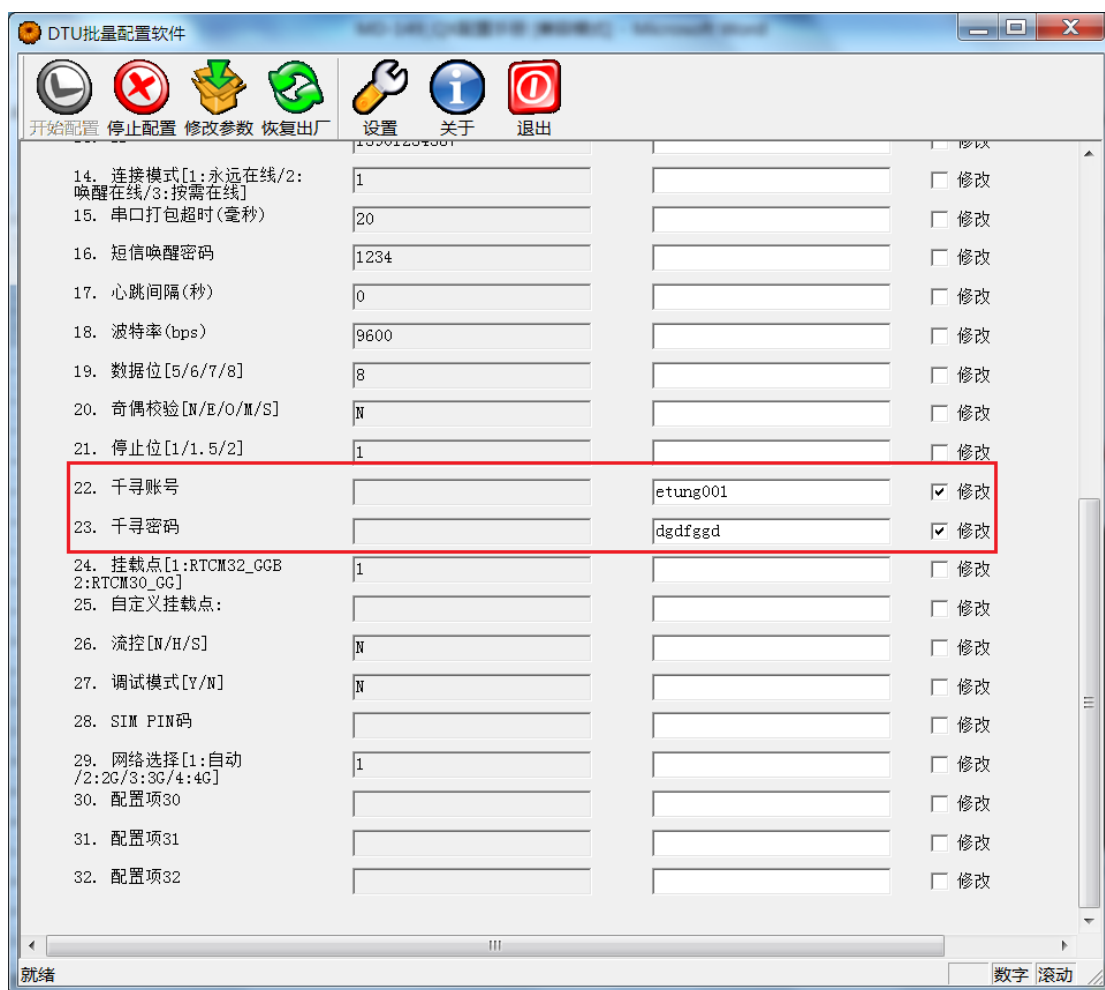 DTU批量配置软件
开始配置 停止配置 修改参数 恢复出厂 设置 关于 退出
14. 连接模式[1:永远在线/2: 1 修改
唤醒在线/3:按需在线]
15. 串口打包超时(毫秒) 20 修改
16. 短信唤醒密码 1234 修改
17. 心跳间隔(秒) 0 修改
18. 波特率(bps) 9600 修改
19. 数据位[5/6/7/8] 8 修改
20. 奇偶校验[N/E/O/M/S] N 修改
21. 停止位[1/1.5/2] 1 修改
22. 千寻账号 etung001 修改
23. 千寻密码 dgdfggd 修改
24. 挂载点[1:RTCM32_GGB 1 修改
2:RTCM30_GG]
25. 自定义挂载点: 修改
26. 流控[N/H/S] N 修改
27. 调试模式[Y/N] N 修改
28. SIM PIN码 修改
29. 网络选择[1:自动 1 修改
/2:2G/3:3G/4:4G]
30. 配置项30 修改
31. 配置项31 修改
32. 配置项32 修改
就绪 数字 滚动